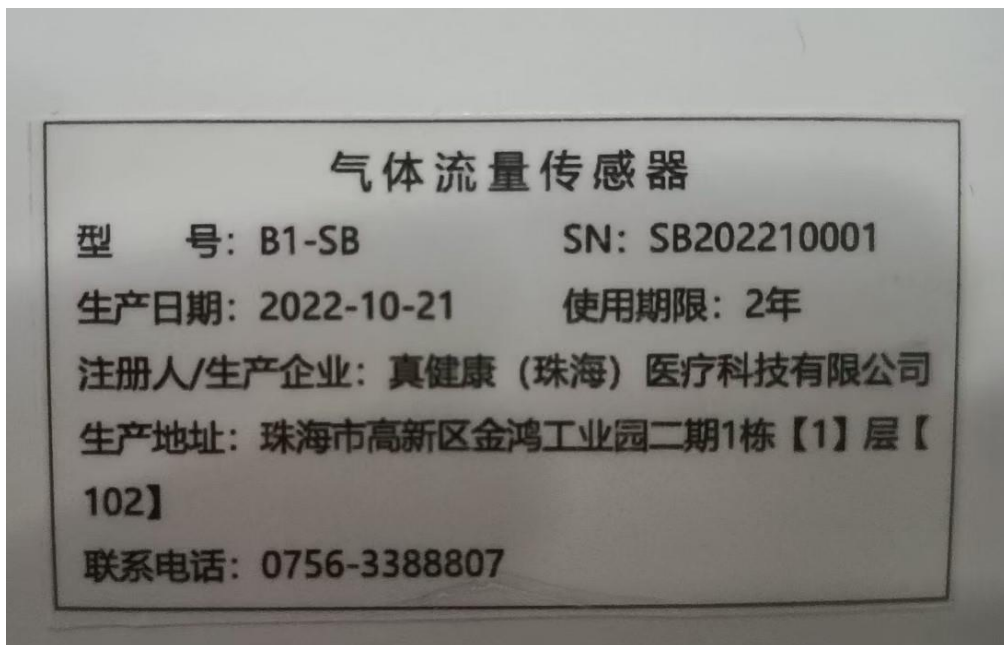 气体流量传感器
型 号：B1-SB SN：SB202210001
生产日期：2022-10-21 使用期限：2年
注册人/生产企业：真健康（珠海）医疗科技有限公司
生产地址：珠海市高新区金鸿工业园二期1栋【1】层【
102】
联系电话：0756-3388807